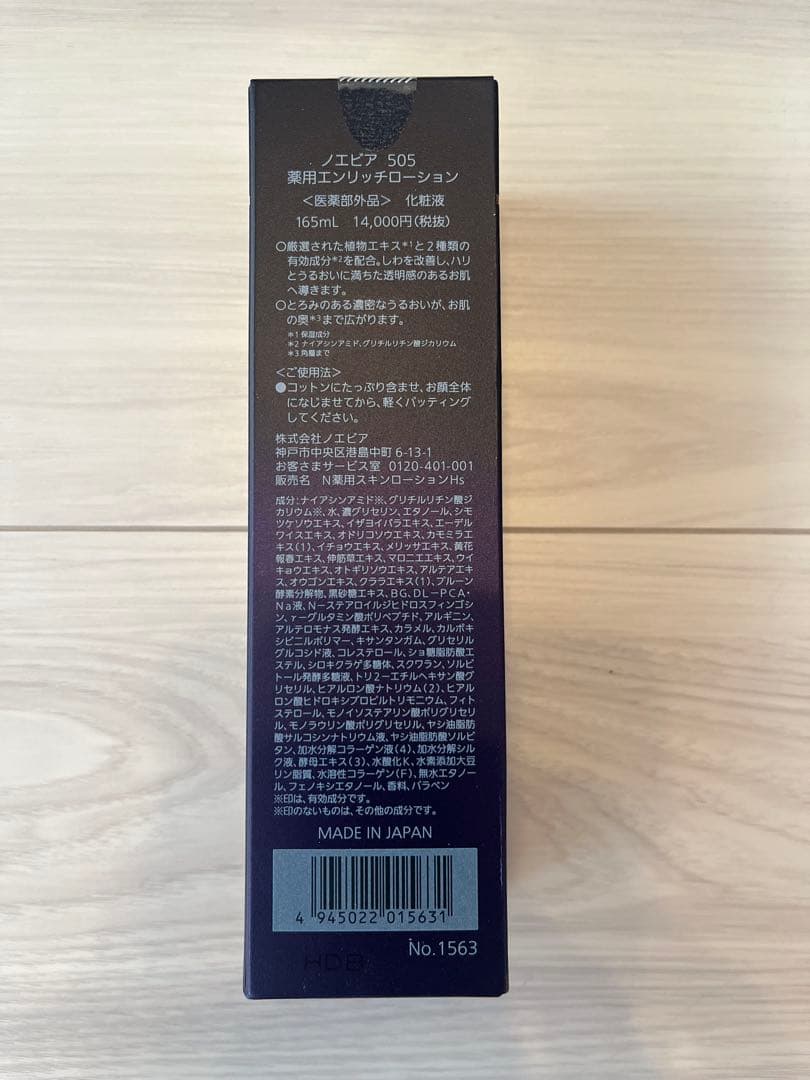 ノエビア 505
薬用エンリッチローション
＜医薬部外品＞ 化粧液
165mL 14,000円(税抜)
○厳選された植物エキス*1と2種類の
有効成分*2を配合。しわを改善し、ハリ
とうるおいに満ちた透明感のあるお肌
へ導きます。
○とろみのある濃密なうるおいが、お肌
の奥*3まで広がります。
*1 保湿成分
*2 ナイアシンアミド、グリチルリチン酸ジカリウム
*3 角層まで
＜ご使用法＞
●コットンにたっぷり含ませ、お顔全体
になじませてから、軽くパッティング
してください。
株式会社ノエビア
神戸市中央区港島中町 6-13-1
お客さまサービス室 0120-401-001
販売名 N薬用スキンローションHs
成分:ナイアシンアミド※、グリチルリチン酸ジ
カリウム※、水、濃グリセリン、エタノール、シモ
ツケソウエキス、イザヨイバラエキス、エーデル
ワイスエキス、オドリコソウエキス、カモミラエ
キス(1)、イチョウエキス、メリッサエキス、黄花
報春エキス、伸筋草エキス、マロニエエキス、ウイ
キョウエキス、オトギリソウエキス、アルテアエキ
ス、オウゴンエキス、クララエキス(1)、プルーン
酵素分解物、黒砂糖エキス、BG、DL-PCA・
Na液、N-ステアロイルジヒドロスフィンゴシ
ン、γ-グルタミン酸ポリペプチド、アルギニン、
アルテロモナス発酵エキス、カラメル、カルボキ
シビニルポリマー、キサンタンガム、グリセリル
グルコシド液、コレステロール、ショ糖脂肪酸エ
ステル、シロキクラゲ多糖体、スクワラン、ソルビ
トール発酵多糖液、トリ2-エチルヘキサン酸グ
リセリル、ヒアルロン酸ナトリウム(2)、ヒアル
ロン酸ヒドロキシプロピルトリモニウム、フィト
ステロール、モノイソステアリン酸ポリグリセリ
ル、モノラウリン酸ポリグリセリル、ヤシ油脂肪
酸サルコシンナトリウム液、ヤシ油脂肪酸ソルビ
タン、加水分解コラーゲン液(4)、加水分解シル
ク液、酵母エキス(3)、水酸化K、水素添加大豆
リン脂質、水溶性コラーゲン(F)、無水エタノー
ル、フェノキシエタノール、香料、パラベン
※印は、有効成分です。
※印のないものは、その他の成分です。
MADE IN JAPAN
4 945022 015631
No.1563
HDB